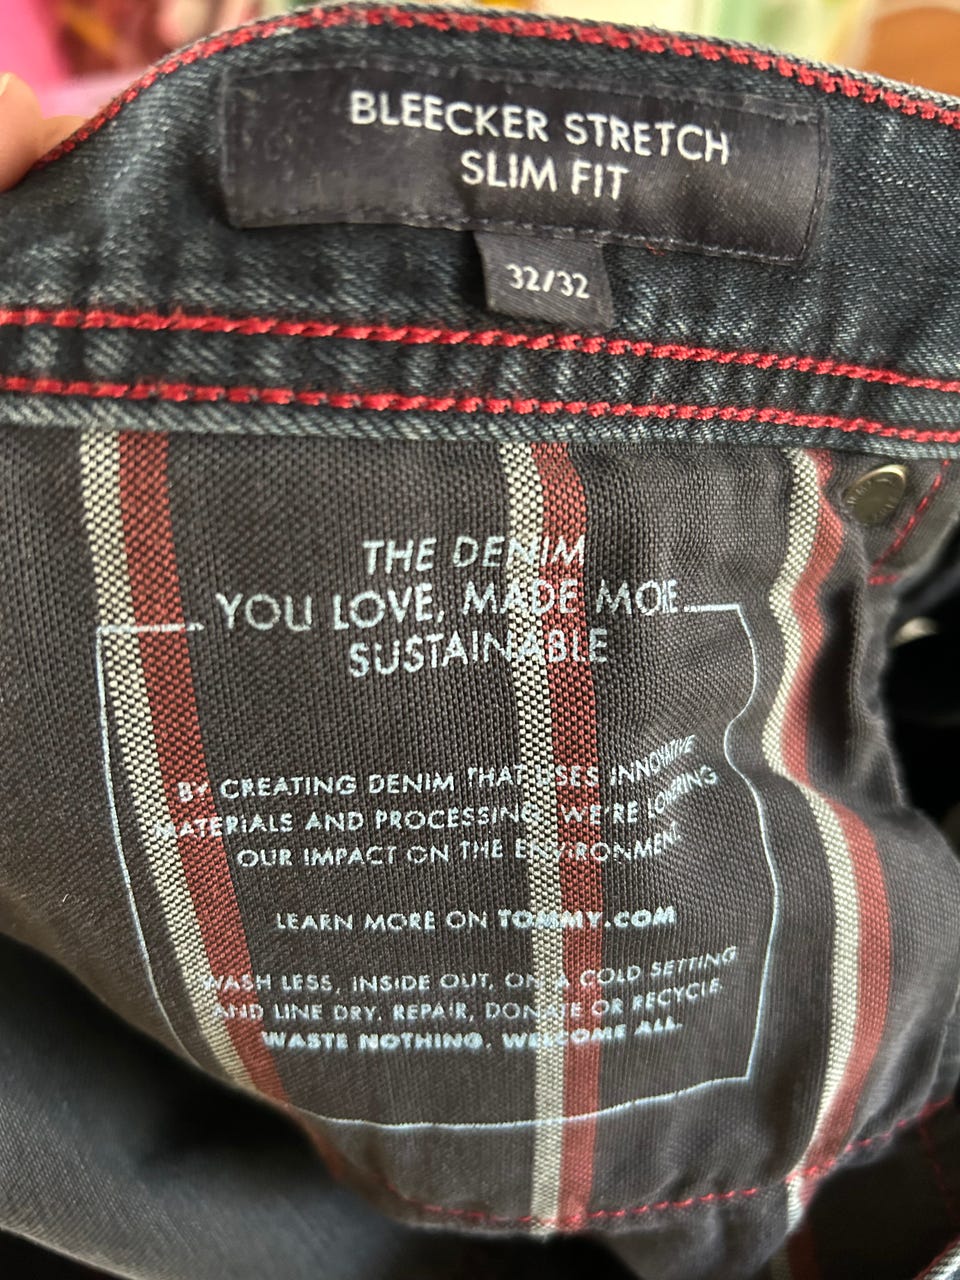 BLEECKER STRETCH
SLIM FIT
32/32
THE DENIM
YOU LOVE, MADE MORE
SUSTAINABLE
BY CREATING DENIM THAT USES INNOVATIVE
MATERIALS AND PROCESSING WE'RE LOWERING
OUR IMPACT ON THE ENVIRONMENT.
LEARN MORE ON TOMMY.COM
WASH LESS, INSIDE OUT, ON A COLD SETTING
AND LINE DRY, REPAIR, DONATE OR RECYCLE.
WASTE NOTHING. WELCOME ALL.